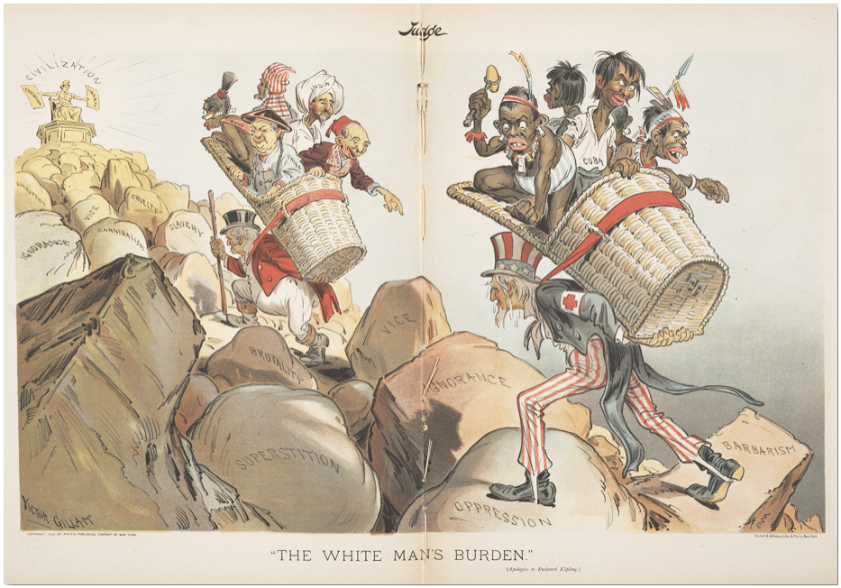 Judge
CIVILIZATION
VICE
CRUELTY
CANNIBALISM
SLAVERY
IGNORANCE
CUBA
VICE
BRUTALITY
IGNORANCE
SUPERSTITION
BARBARISM
OPPRESSION
VICTOR GILLAM
"THE WHITE MAN'S BURDEN."
(Apologies to Rudyard Kipling.)